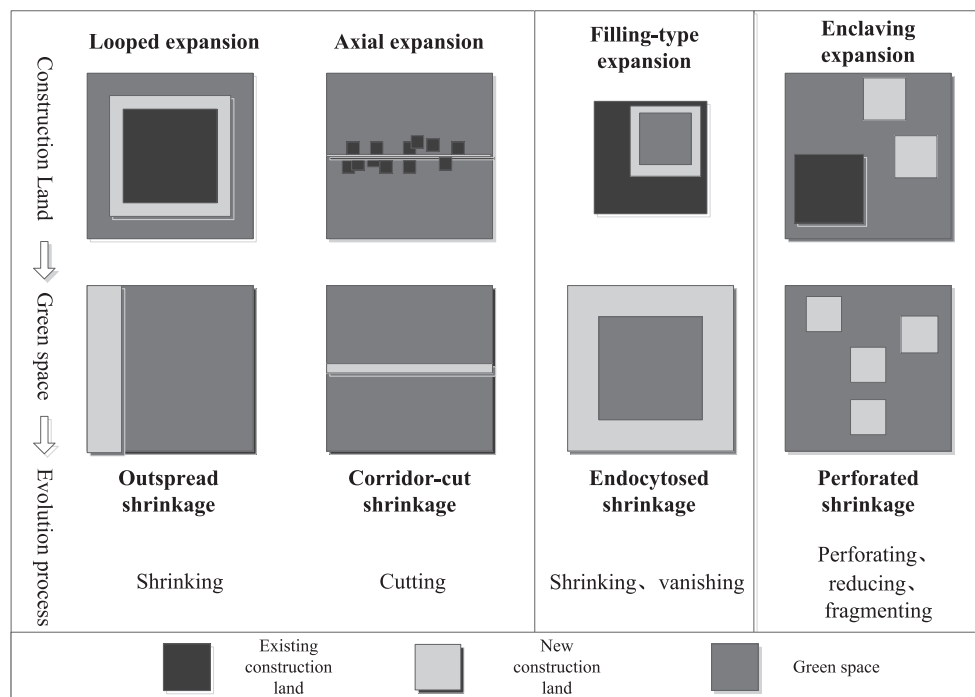 Looped expansion
Axial expansion
Filling-type
expansion
Enclaving
expansion
Construction Land
Green space
Evolution process
Outspread
shrinkage
Corridor-cut
shrinkage
Endocytosed
shrinkage
Perforated
shrinkage
Shrinking
Cutting
Shrinking、vanishing
Perforating、
reducing、
fragmenting
Existing
construction
land
New
construction
land
Green space